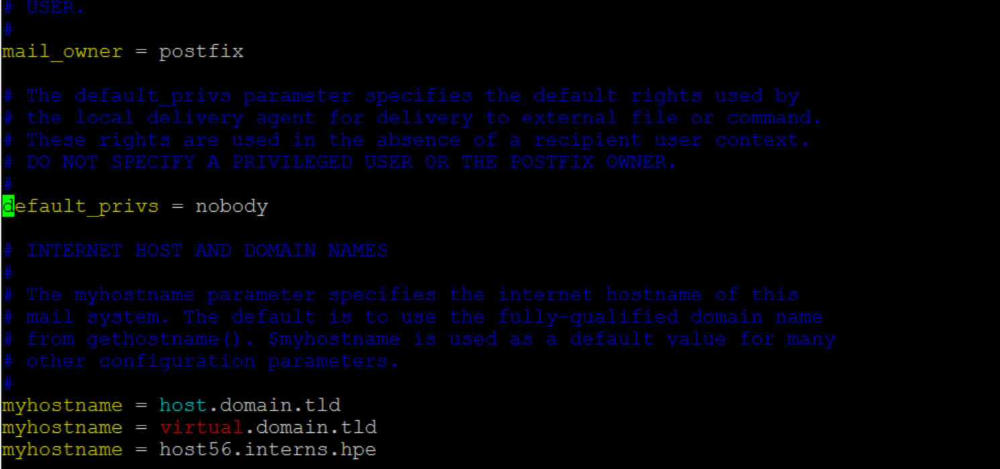 # USER.
#
mail_owner = postfix
# The default_privs parameter specifies the default rights used by
# the local delivery agent for delivery to external file or command.
# These rights are used in the absence of a recipient user context.
# DO NOT SPECIFY A PRIVILEGED USER OR THE POSTFIX OWNER.
#
default_privs = nobody
# INTERNET HOST AND DOMAIN NAMES
#
# The myhostname parameter specifies the internet hostname of this
# mail system. The default is to use the fully-qualified domain name
# from gethostname(). $myhostname is used as a default value for many
# other configuration parameters.
#
myhostname = host.domain.tld
myhostname = virtual.domain.tld
myhostname = host56.interns.hpe